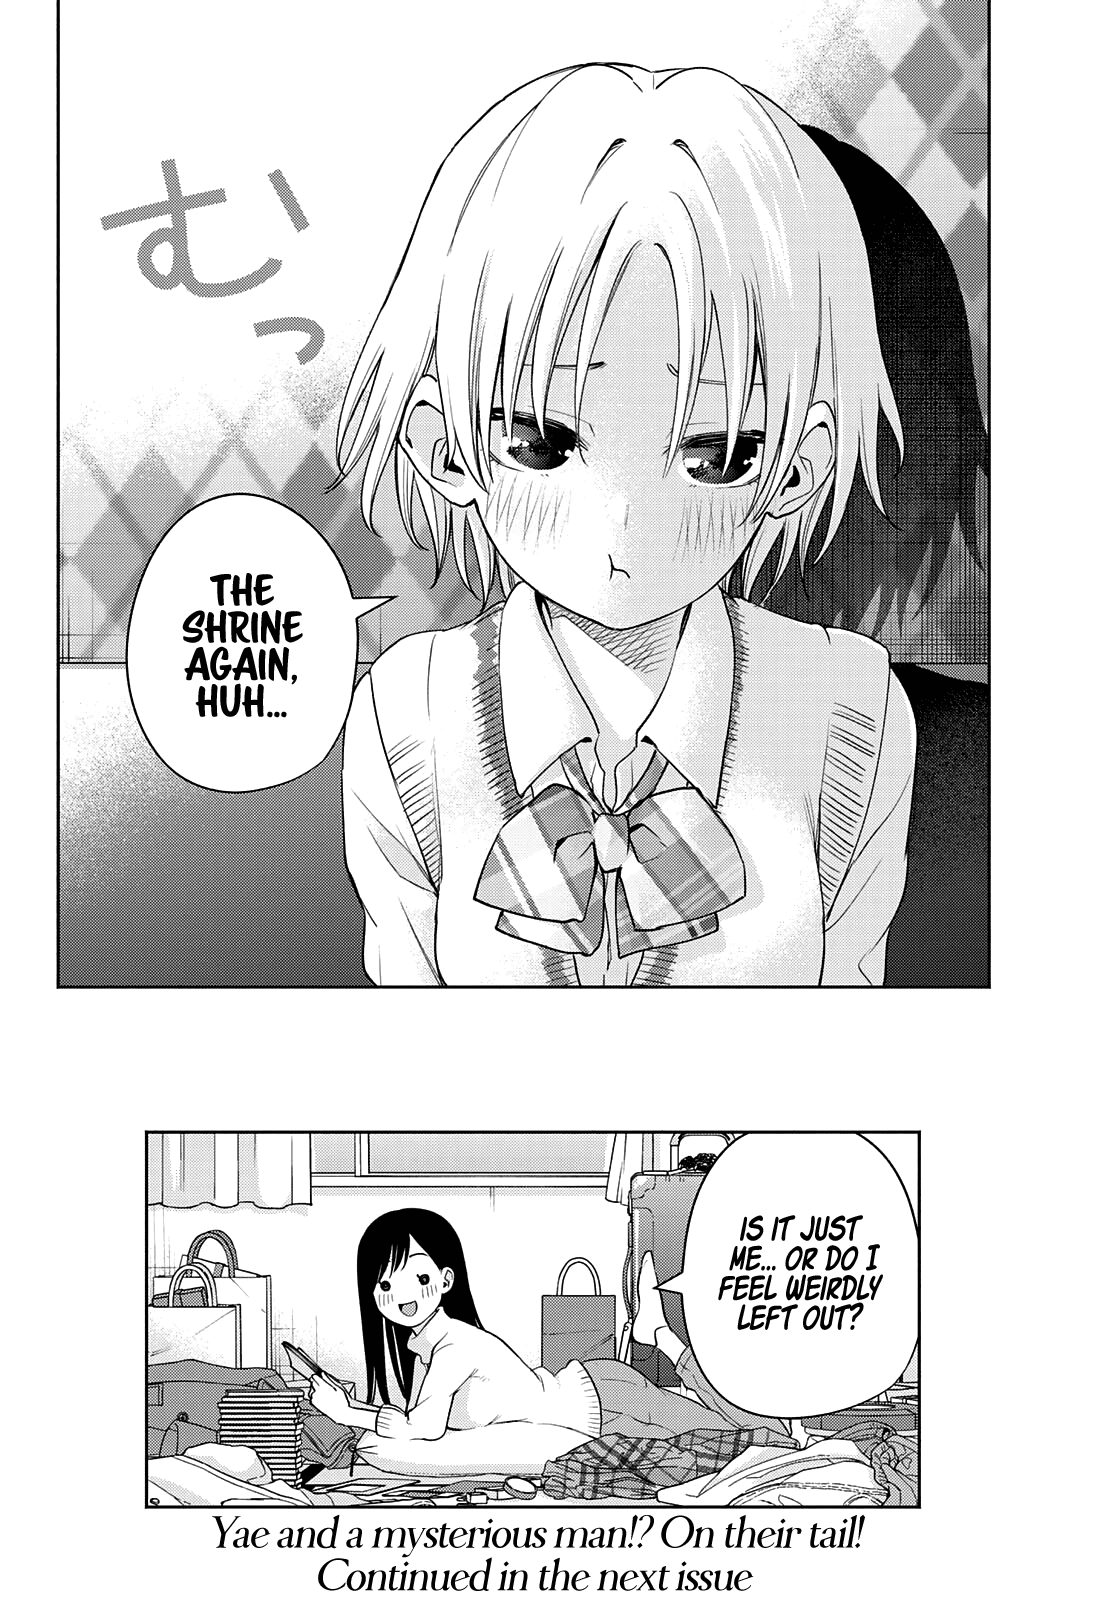 むっ
THE
SHRINE
AGAIN,
HUH...
IS IT JUST
ME... OR DO I
FEEL WEIRDLY
LEFT OUT?
Yae and a mysterious man!? On their tail!
Continued in the next issue